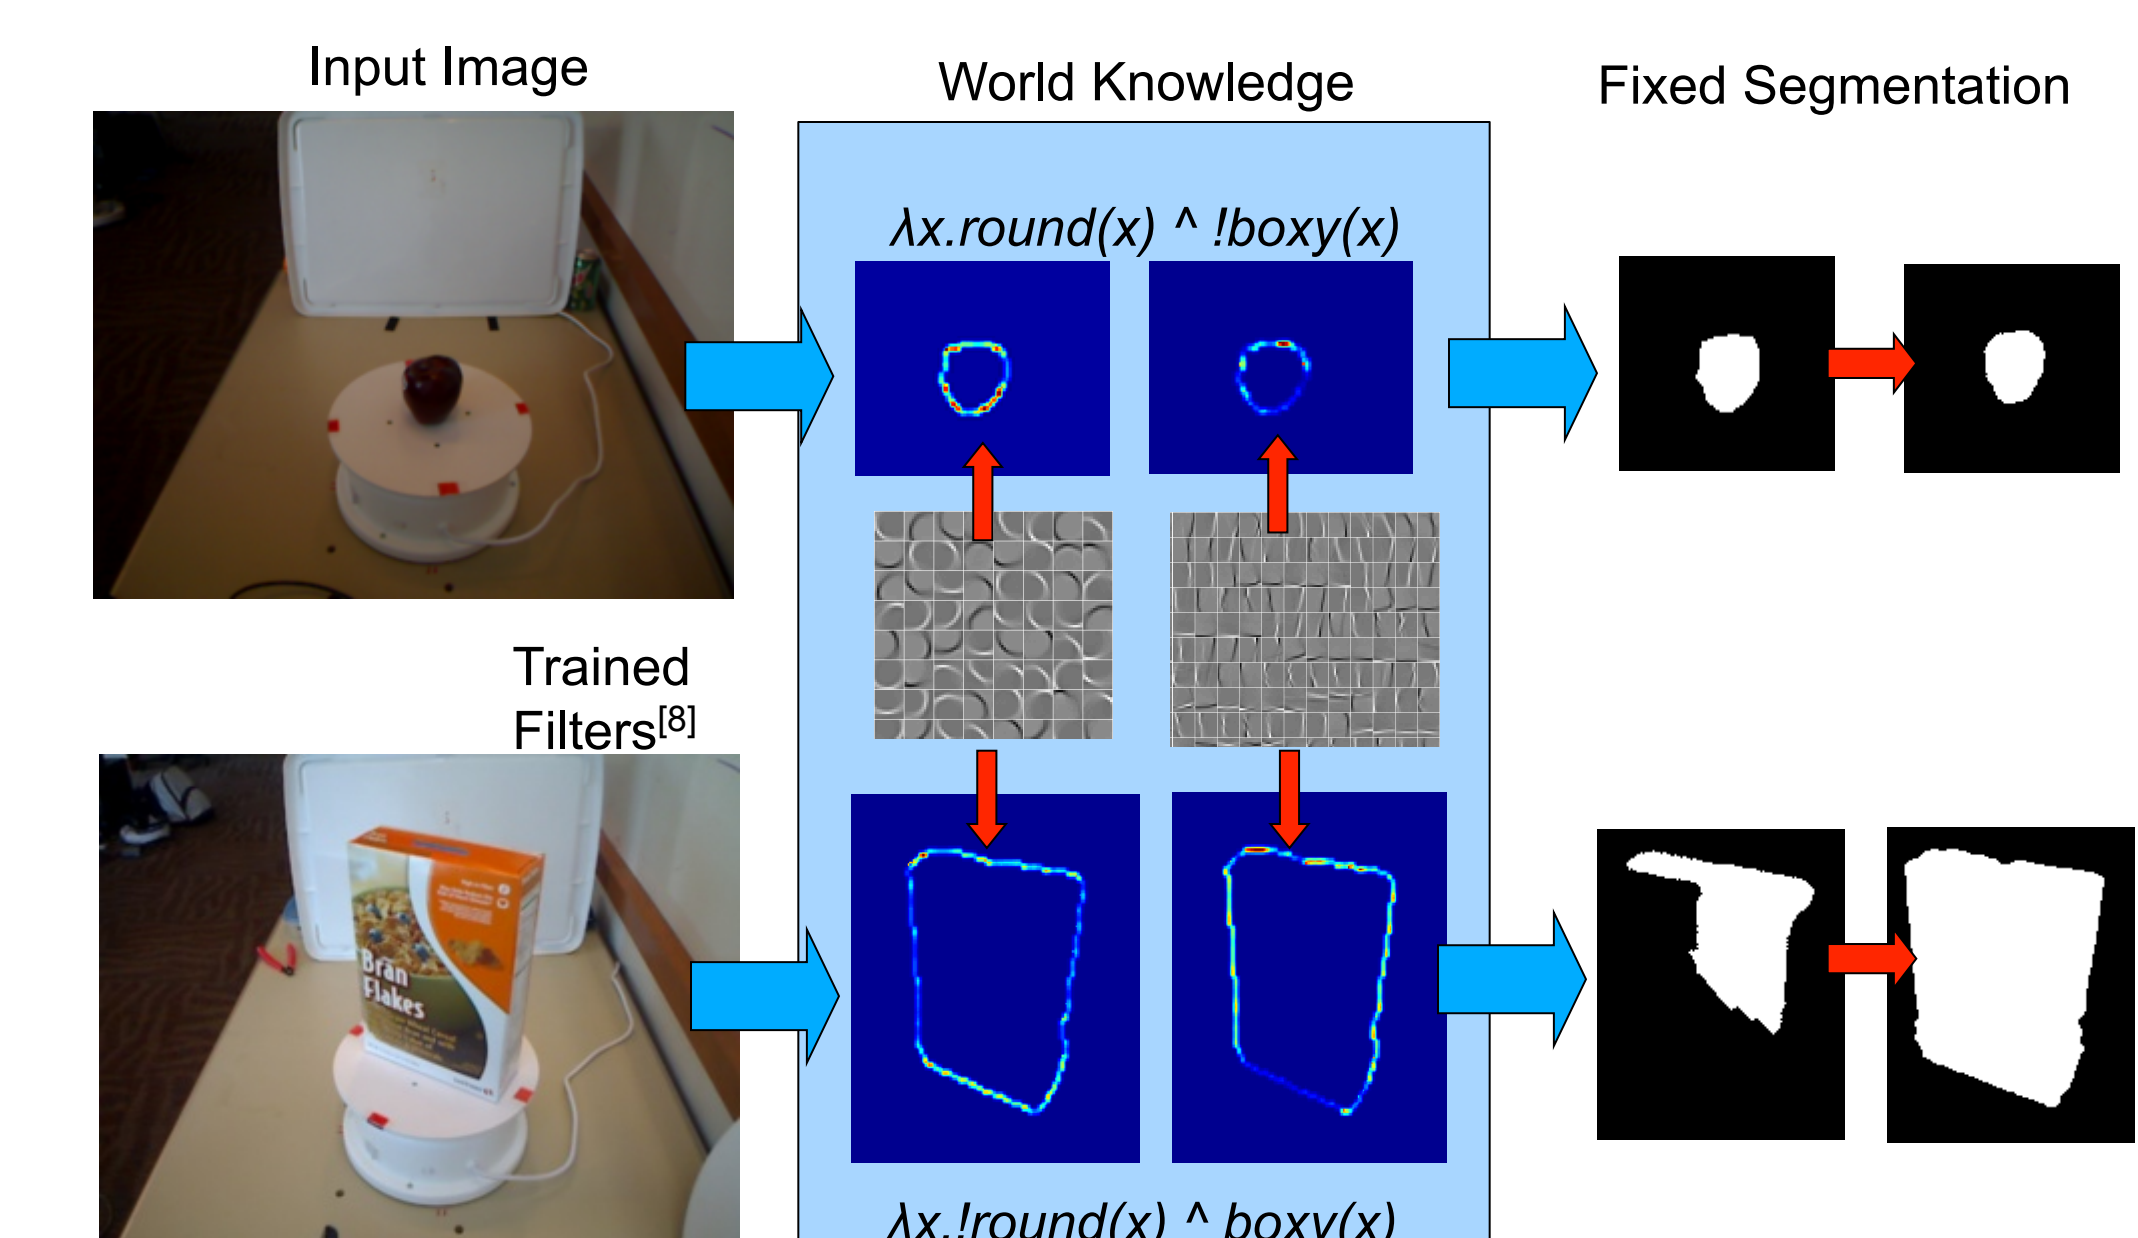 Input Image
World Knowledge
Fixed Segmentation
λx.round(x) ^ !boxy(x)
Trained
Filters[8]
Bran
Flakes
λx.!round(x) ^ boxy(x)